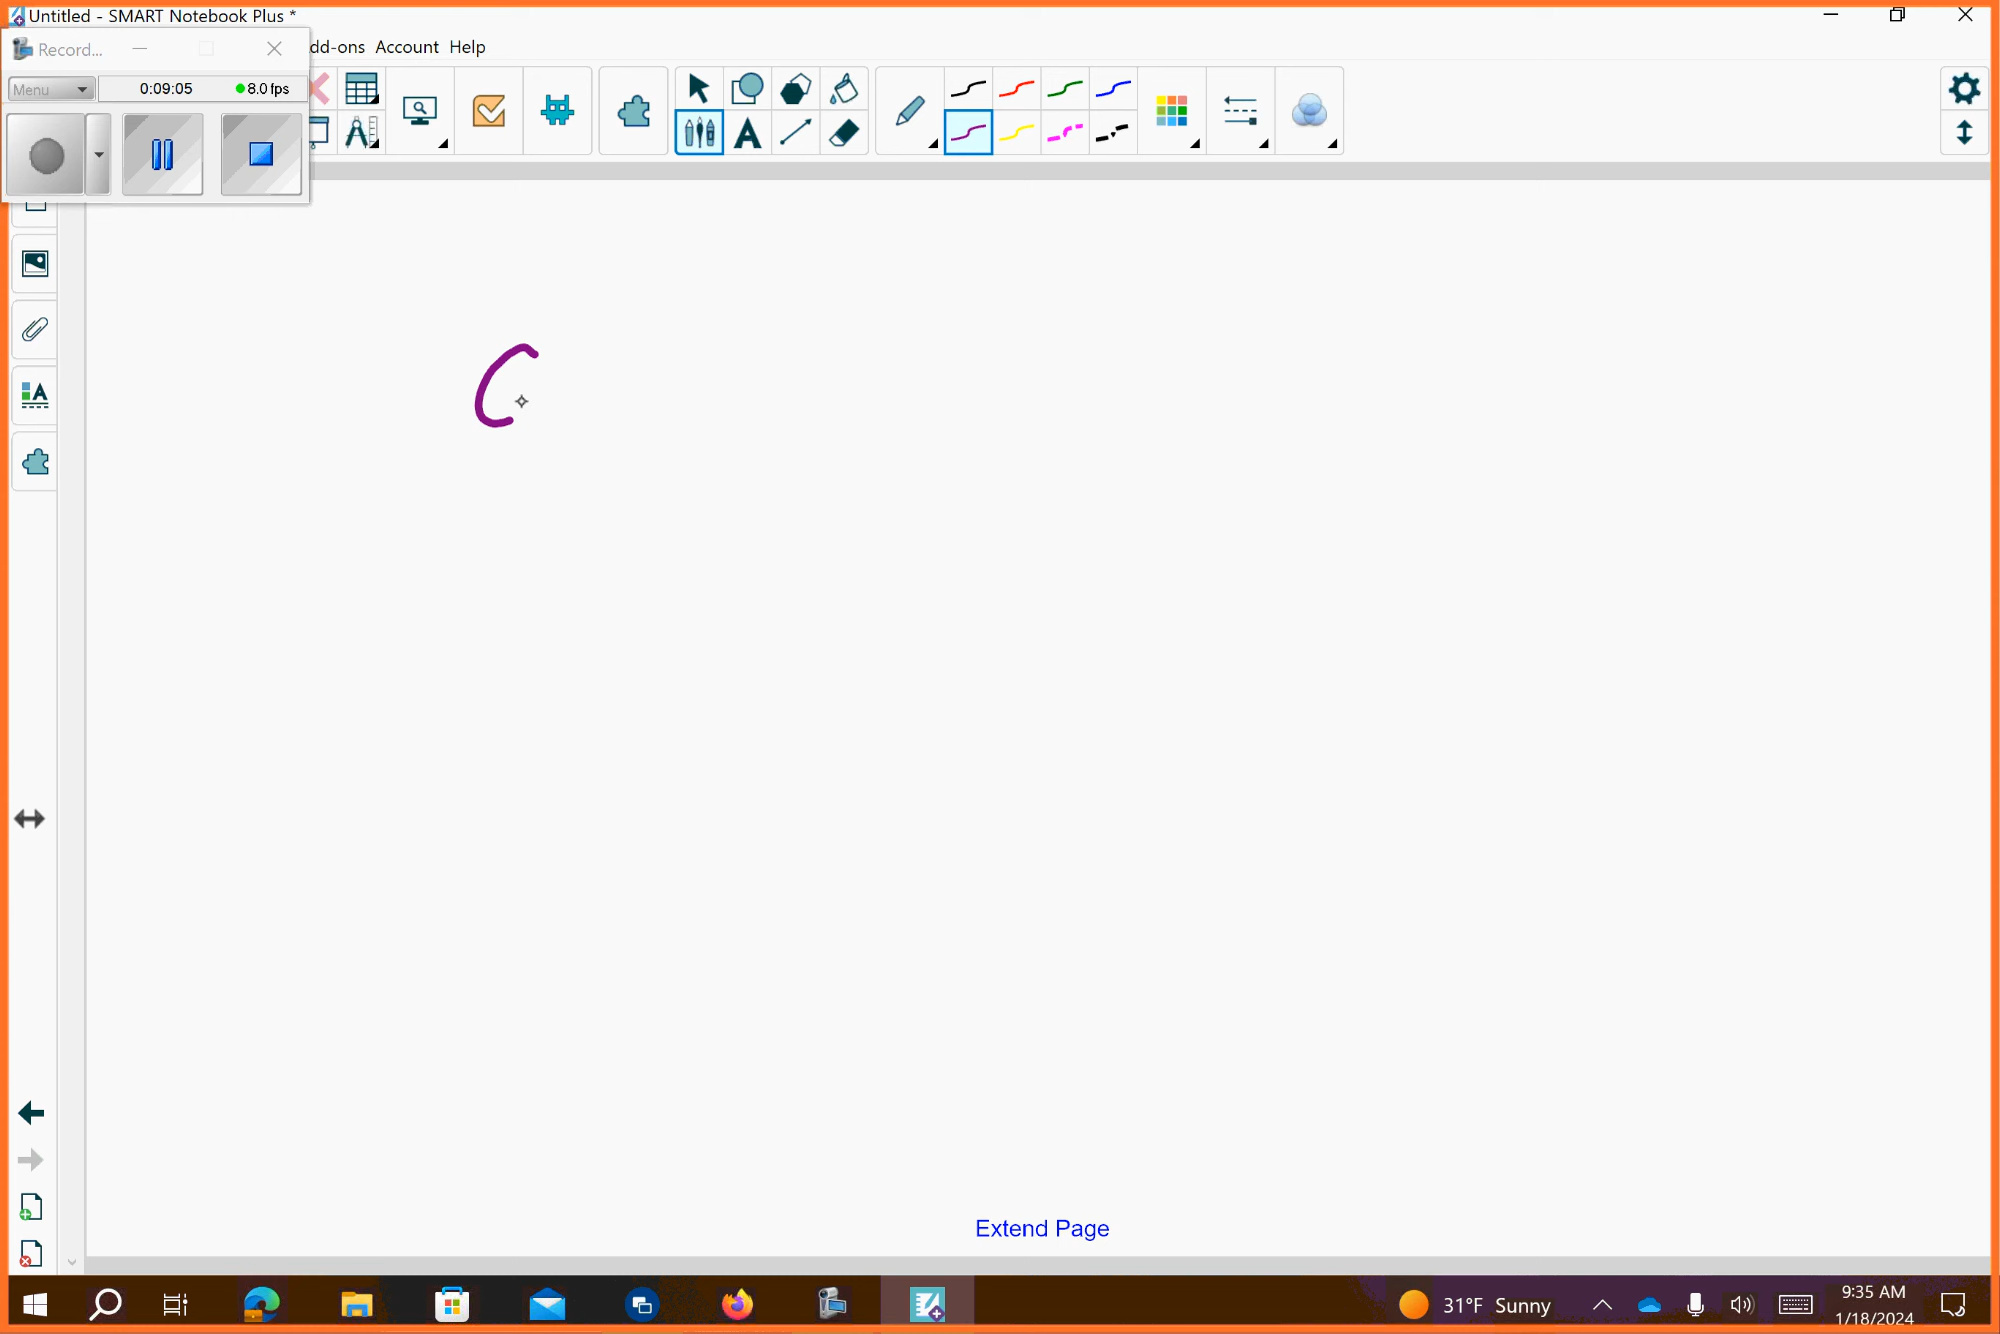 Untitled - SMART Notebook Plus *
Record...
dd-ons Account Help
Menu 0:09:05 8.0 fps
C
Extend Page
31°F Sunny
9:35 AM
1/18/2024